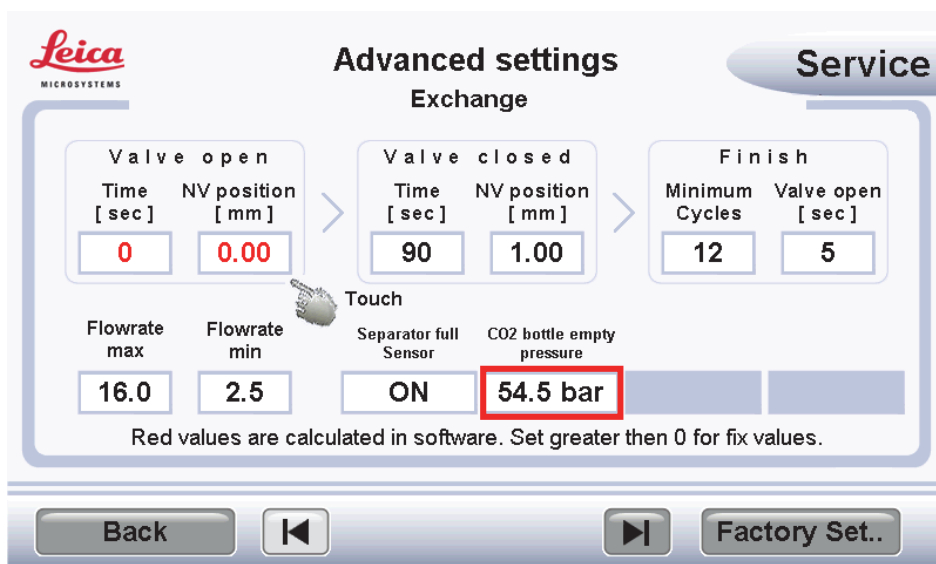 Leica
MICROSYSTEMS
Advanced settings
Service
Exchange
Valve open
Valve closed
Finish
Time
[ sec ]
NV position
[ mm ]
Time
[ sec ]
NV position
[ mm ]
Minimum
Cycles
Valve open
[ sec ]
0
0.00
90
1.00
12
5
Touch
Flowrate
max
Flowrate
min
Separator full
Sensor
CO2 bottle empty
pressure
16.0
2.5
ON
54.5 bar
Red values are calculated in software. Set greater then 0 for fix values.
Back
Factory Set..